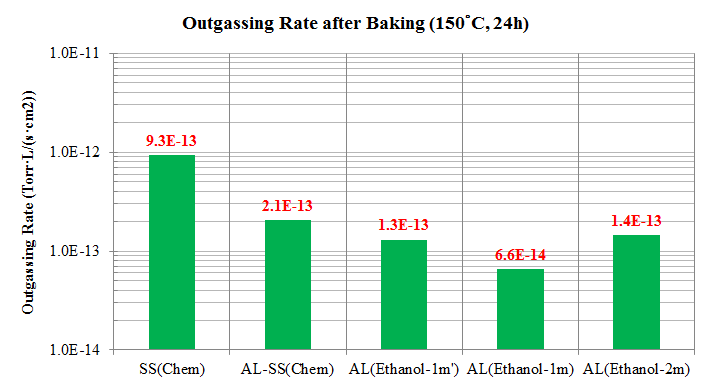 Outgassing Rate after Baking (150˚C, 24h)
Outgassing Rate (Torr·L/(s·cm2))
1.0E-11
1.0E-12
1.0E-13
1.0E-14
9.3E-13
2.1E-13
1.3E-13
6.6E-14
1.4E-13
SS(Chem) AL-SS(Chem) AL(Ethanol-1m') AL(Ethanol-1m) AL(Ethanol-2m)